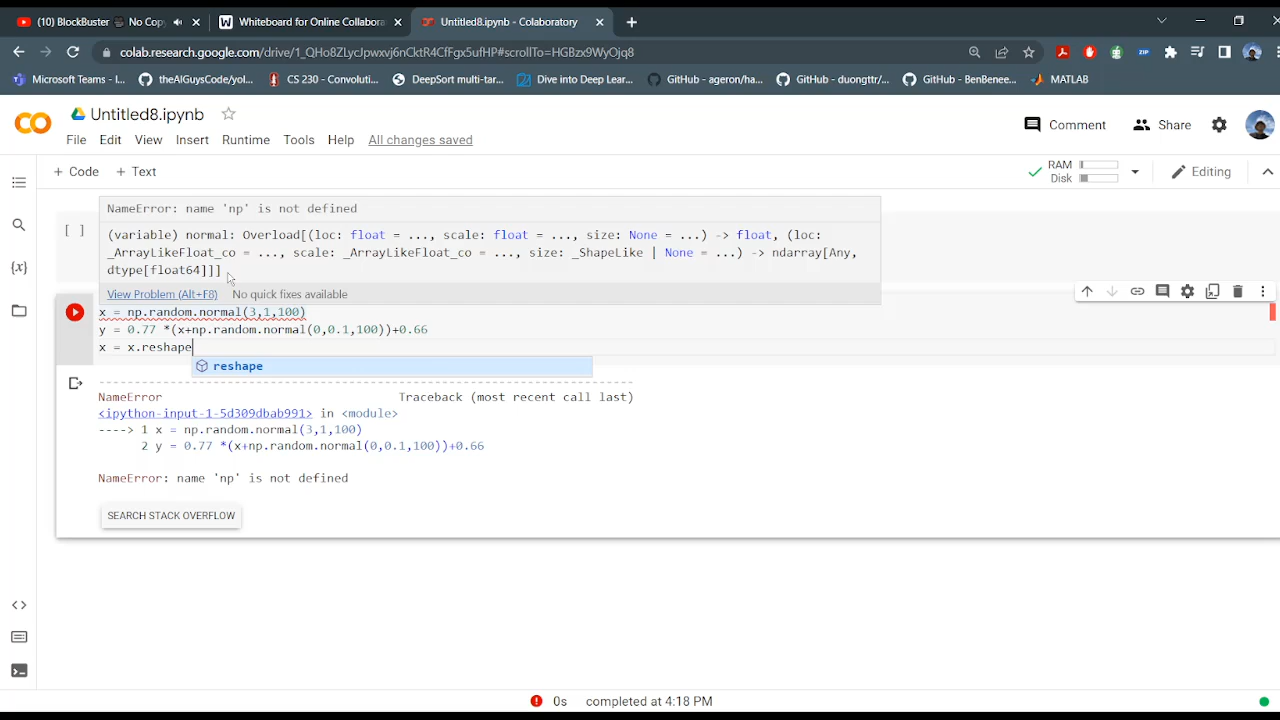 (10) BlockBuster No Copy
Whiteboard for Online Collabora
Untitled8.ipynb - Colaboratory
colab.research.google.com/drive/1_QHo8ZLycJpwxvi6nCktR4CfFgx5ufHP#scrollTo=HGBzx9WyOjq8
Microsoft Teams - I...
theAIGuysCode/yol...
CS 230 - Convoluti...
DeepSort multi-tar...
Dive into Deep Lear...
GitHub - ageron/ha...
GitHub - duongttr/...
GitHub - BenBenee...
MATLAB
CO
Untitled8.ipynb
File Edit View Insert Runtime Tools Help All changes saved
Comment
Share
+ Code + Text
RAM
Disk
Editing
[ ]
NameError: name 'np' is not defined
(variable) normal: Overload[(loc: float = ..., scale: float = ..., size: None = ...) -> float, (loc:
_ArrayLikeFloat_co = ..., scale: _ArrayLikeFloat_co = ..., size: _ShapeLike | None = ...) -> ndarray[Any,
dtype[float64]]]
View Problem (Alt+F8) No quick fixes available
x = np.random.normal(3,1,100)
y = 0.77 *(x+np.random.normal(0,0.1,100))+0.66
x = x.reshape
reshape
---------------------------------------------------------------------------
NameError Traceback (most recent call last)
<ipython-input-1-5d309dbab991> in <module>
----> 1 x = np.random.normal(3,1,100)
2 y = 0.77 *(x+np.random.normal(0,0.1,100))+0.66
NameError: name 'np' is not defined
SEARCH STACK OVERFLOW
{x}
0s completed at 4:18 PM